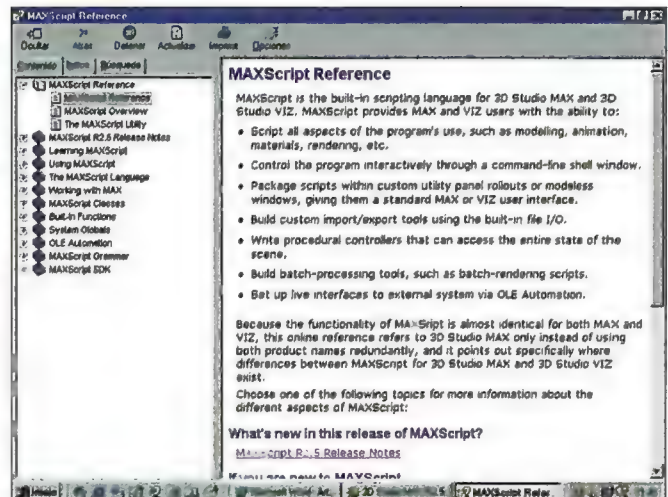 MAXScript Reference
Ocultar Atrás Detener Actualizar Imprimir Opciones
Contenido Índice Búsqueda
MAXScript Reference
MAXScript Reference
MAXScript Overview
The MAXScript Utility
MAXScript R2.5 Release Notes
Learning MAXScript
Using MAXScript
The MAXScript Language
Working with MAX
MAXScript Classes
Built-in Functions
System Globals
OLE Automation
MAXScript Grammar
MAXScript SDK
MAXScript Reference
MAXScript is the built-in scripting language for 3D Studio MAX and 3D
Studio VIZ. MAXScript provides MAX and VIZ users with the ability to:
• Script all aspects of the program's use, such as modelling, animation,
materials, rendering, etc.
• Control the program interactively through a command-line shell window.
• Package scripts within custom utility panel rollouts or modeless
windows, giving them a standard MAX or VIZ user interface.
• Build custom import/export tools using the built-in file I/O.
• Write procedural controllers that can access the entire state of the
scene.
• Build batch-processing tools, such as batch-rendering scripts.
• Set up live interfaces to external system via OLE Automation.
Because the functionality of MAXSript is almost identical for both MAX and
VIZ, this online reference refers to 3D Studio MAX only instead of using
both product names redundantly, and it points out specifically where
differences between MAXScript for 3D Studio MAX and 3D Studio VIZ
exist.
Choose one of the following topics for more information about the
different aspects of MAXScript:
What's new in this release of MAXScript?
MAXScript R2.5 Release Notes
If you are new to MAXScript
Inicio
MAXScript Refer...